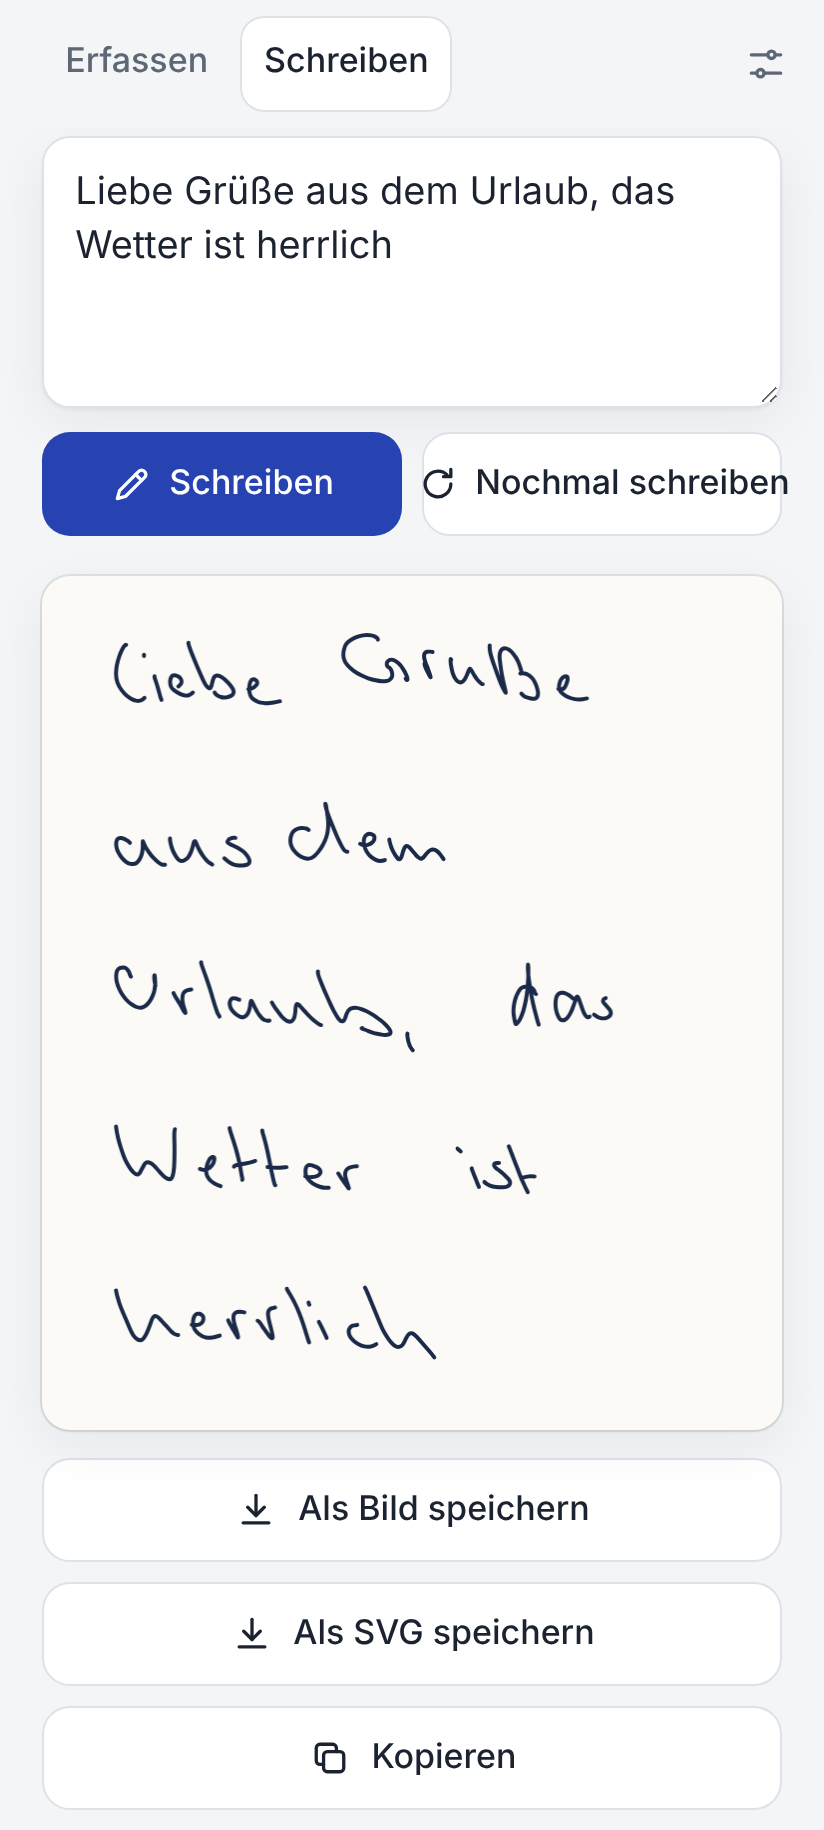 Erfassen Schreiben
Liebe Grüße aus dem Urlaub, das
Wetter ist herrlich
Schreiben Nochmal schreiben
Liebe Gruße
aus dem
Urlaub, das
Wetter ist
herrlich
Als Bild speichern
Als SVG speichern
Kopieren